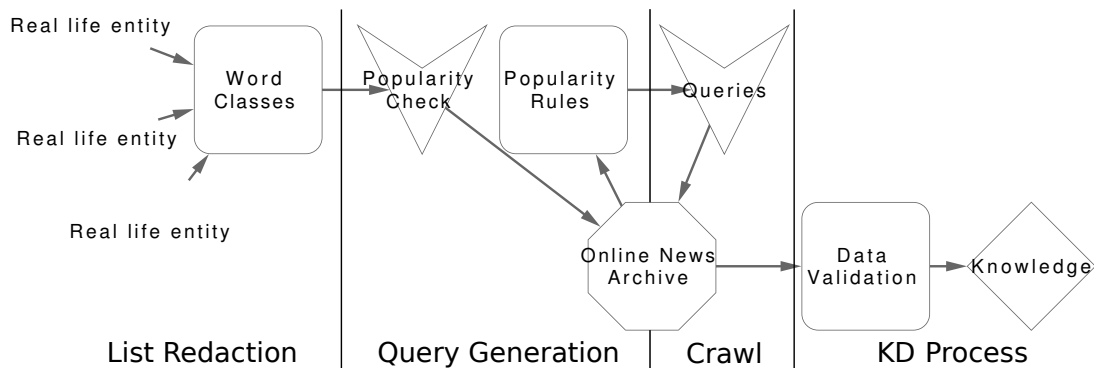 Real life entity
Real life entity
Real life entity
Word
Classes
Popularity
Check
Popularity
Rules
Queries
Online News
Archive
Data
Validation
Knowledge
List Redaction
Query Generation
Crawl
KD Process